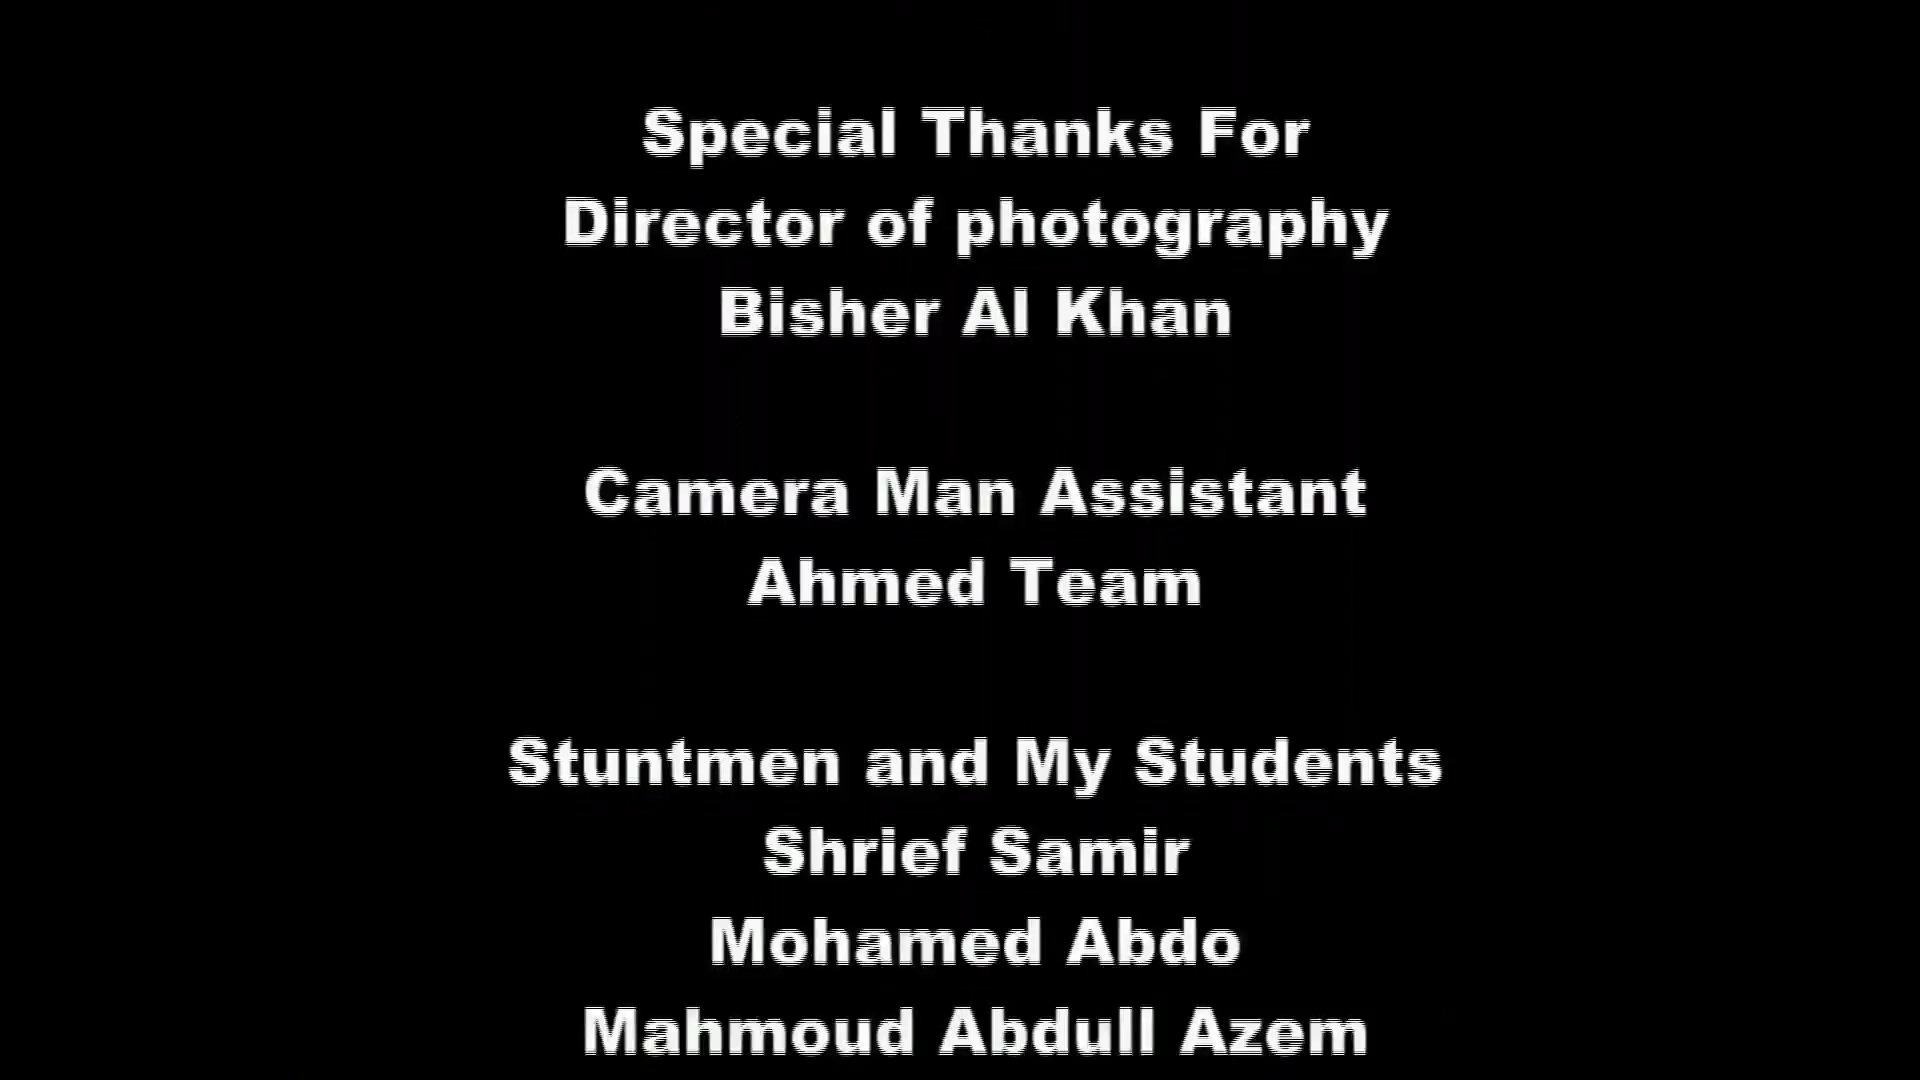 Special Thanks For
Director of photography
Bisher Al Khan
Camera Man Assistant
Ahmed Team
Stuntmen and My Students
Shrief Samir
Mohamed Abdo
Mahmoud Abdull Azem